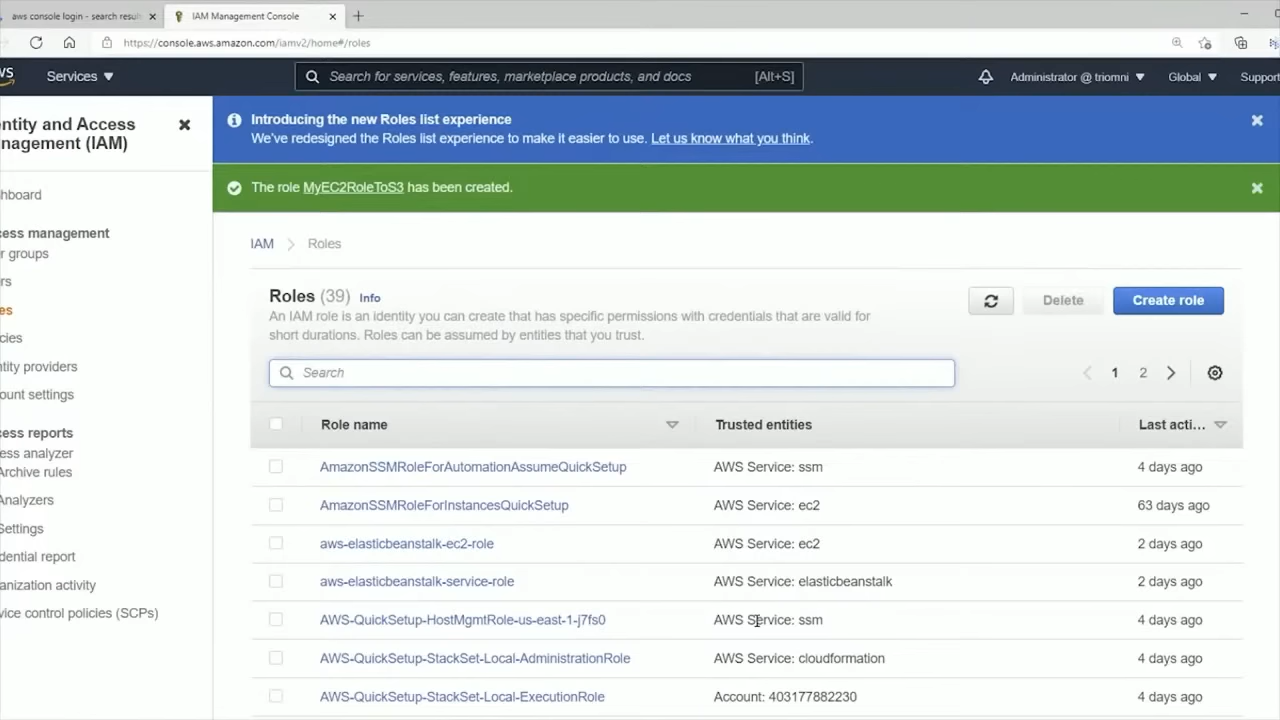 aws console login - search resul
IAM Management Console
https://console.aws.amazon.com/iamv2/home#/roles
WS
Services
Search for services, features, marketplace products, and docs
[Alt+S]
Administrator @ triomni
Global
Support
entity and Access
nagement (IAM)
hboard
cess management
r groups
rs
es
cies
ntity providers
ount settings
cess reports
ess analyzer
Archive rules
Analyzers
Settings
dential report
anization activity
vice control policies (SCPs)
Introducing the new Roles list experience
We've redesigned the Roles list experience to make it easier to use. Let us know what you think.
The role MyEC2RoleToS3 has been created.
IAM
Roles
Roles (39) Info
An IAM role is an identity you can create that has specific permissions with credentials that are valid for
short durations. Roles can be assumed by entities that you trust.
Delete
Create role
Search
1
2
Role name
Trusted entities
Last acti...
AmazonSSMRoleForAutomationAssumeQuickSetup
AWS Service: ssm
4 days ago
AmazonSSMRoleForInstancesQuickSetup
AWS Service: ec2
63 days ago
aws-elasticbeanstalk-ec2-role
AWS Service: ec2
2 days ago
aws-elasticbeanstalk-service-role
AWS Service: elasticbeanstalk
2 days ago
AWS-QuickSetup-HostMgmtRole-us-east-1-j7fs0
AWS Service: ssm
4 days ago
AWS-QuickSetup-StackSet-Local-AdministrationRole
AWS Service: cloudformation
4 days ago
AWS-QuickSetup-StackSet-Local-ExecutionRole
Account: 403177882230
4 days ago